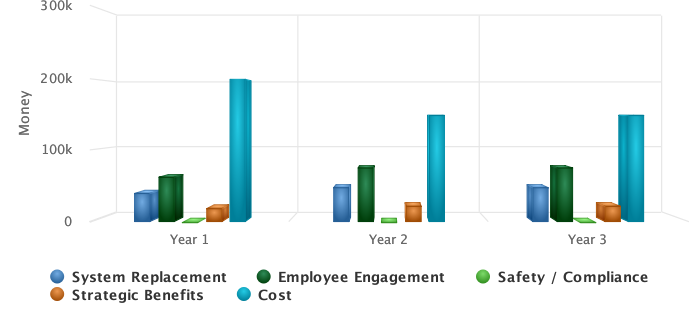 300k
200k
100k
0
Money
Year 1 Year 2 Year 3
System Replacement Employee Engagement Safety / Compliance
Strategic Benefits Cost